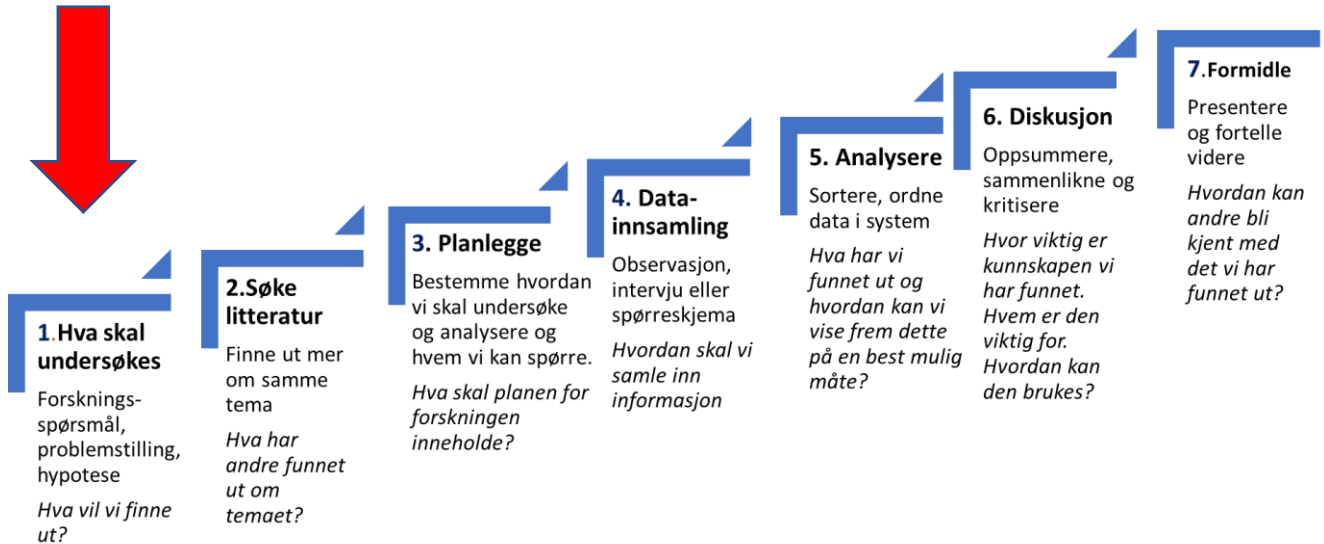 1.Hva skal
undersøkes
Forsknings-
spørsmål,
problemstilling,
hypotese
Hva vil vi finne
ut?
2.Søke
litteratur
Finne ut mer
om samme
tema
Hva har
andre funnet
ut om
temaet?
3. Planlegge
Bestemme hvordan
vi skal undersøke
og analysere og
hvem vi kan spørre.
Hva skal planen for
forskningen
inneholde?
4. Data-
innsamling
Observasjon,
intervju eller
spørreskjema
Hvordan skal vi
samle inn
informasjon
5. Analysere
Sortere, ordne
data i system
Hva har vi
funnet ut og
hvordan kan vi
vise frem dette
på en best mulig
måte?
6. Diskusjon
Oppsummere,
sammenlikne og
kritisere
Hvor viktig er
kunnskapen vi
har funnet.
Hvem er den
viktig for.
Hvordan kan
den brukes?
7.Formidle
Presentere
og fortelle
videre
Hvordan kan
andre bli
kjent med
det vi har
funnet ut?